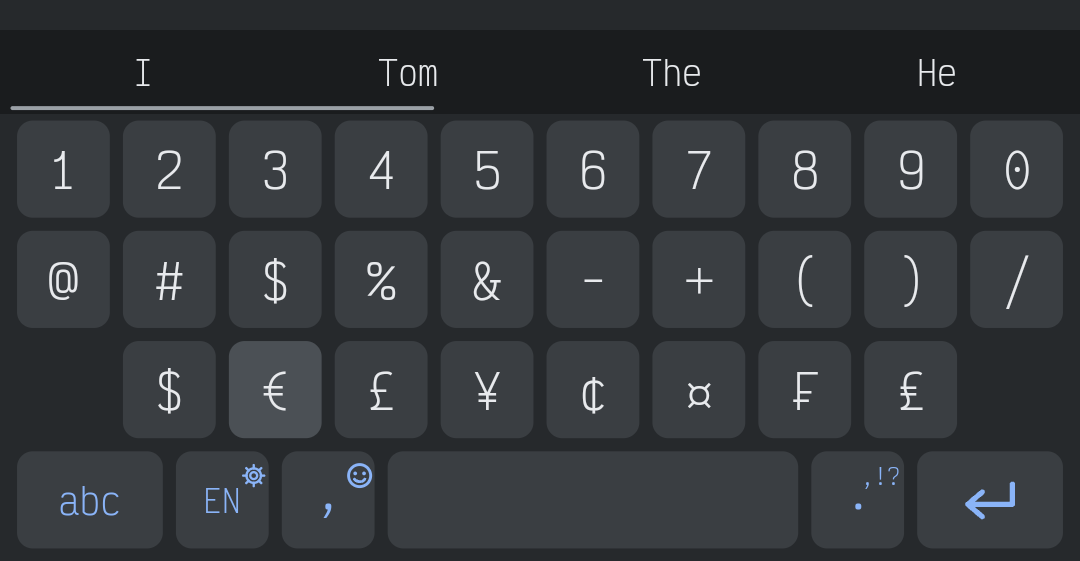 I Tom The He
1 2 3 4 5 6 7 8 9 0
@ # $ % & - + ( ) /
$ € £ ¥ ¢ ¤ ₣ ₤
abc EN , . ,!?